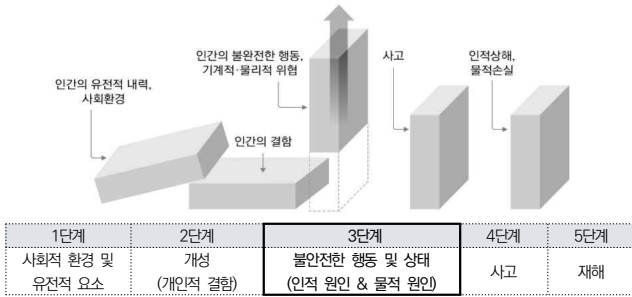 인간의 불완전한 행동,
기계적·물리적 위협
사고
인적상해,
물적손실
인간의 유전적 내력,
사회환경
인간의 결함
1단계 2단계 3단계 4단계 5단계
사회적 환경 및
유전적 요소
개성
(개인적 결함)
불안전한 행동 및 상태
(인적 원인 & 물적 원인)
사고
재해